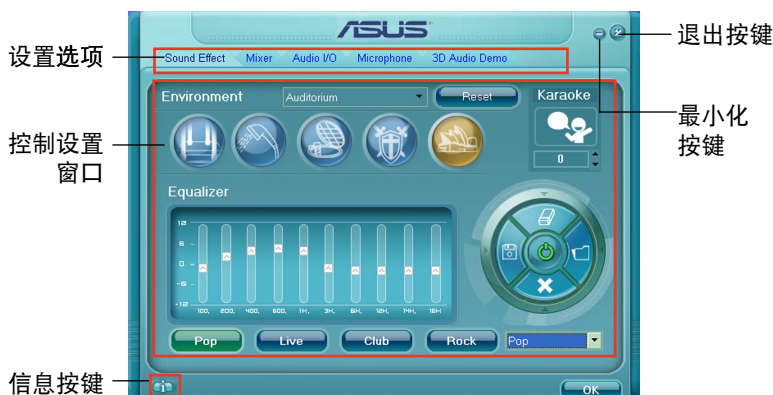 ASUS
退出按键
设置选项
Sound Effect Mixer Audio I/O Microphone 3D Audio Demo
Environment Auditorium Reset Karaoke
最小化
按键
控制设置
窗口
0
Equalizer
12
6
0
-6
-12
100, 200, 400, 600, 1K, 3K, 6K, 12K, 14K, 16K
Pop Live Club Rock Pop
信息按键
i
OK